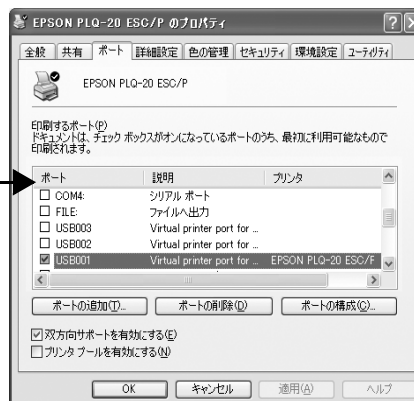 EPSON PLQ-20 ESC/P のプロパティ
全般 共有 ポート 詳細設定 色の管理 セキュリティ 環境設定 ユーティリティ
EPSON PLQ-20 ESC/P
印刷するポート(P)
ドキュメントは、チェック ボックスがオンになっているポートのうち、最初に利用可能なもので
印刷されます。
ポート 説明 プリンタ
COM4: シリアル ポート
FILE: ファイルへ出力
USB003 Virtual printer port for ...
USB002 Virtual printer port for ...
USB001 Virtual printer port for ... EPSON PLQ-20 ESC/F
ポートの追加(T)... ポートの削除(D) ポートの構成(C)...
双方向サポートを有効にする(E)
プリンタ プールを有効にする(N)
OK キャンセル 適用(A) ヘルプ